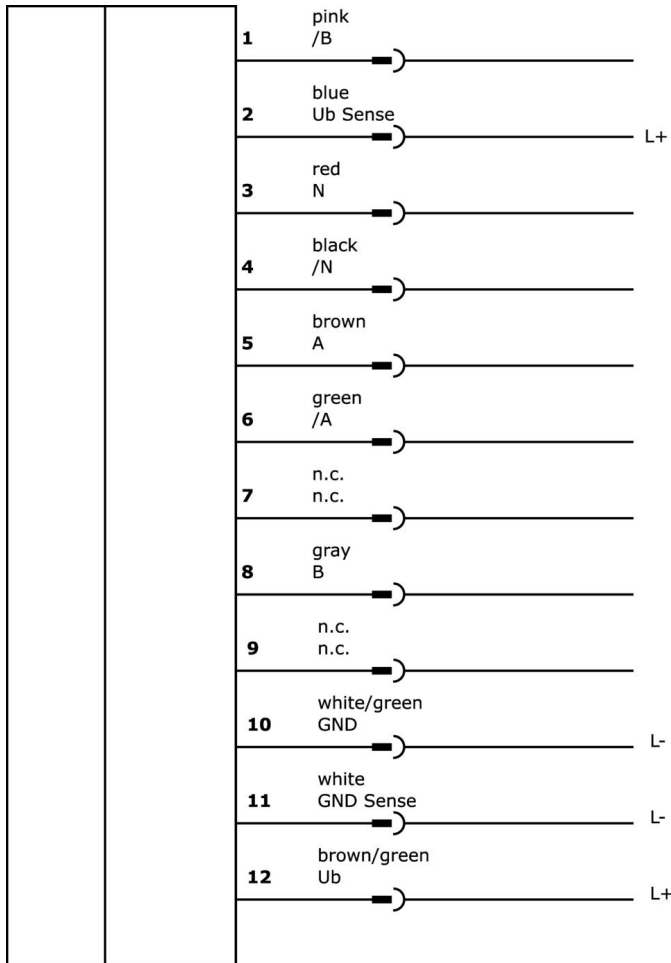 pink
1 /B
blue
2 Ub Sense L+
red
3 N
black
4 /N
brown
5 A
green
6 /A
n.c.
7 n.c.
gray
8 B
n.c.
9 n.c.
white/green
10 GND L-
white
11 GND Sense L-
brown/green
12 Ub L+